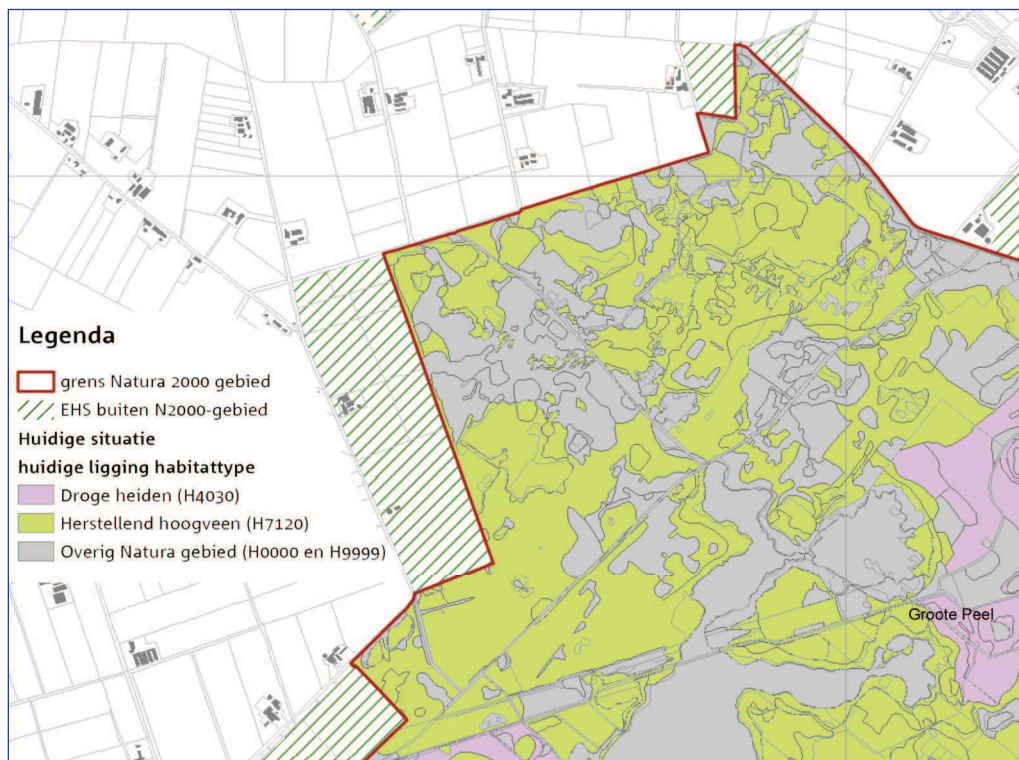 Legenda
grens Natura 2000 gebied
EHS buiten N2000-gebied
Huidige situatie
huidige ligging habitattype
Droge heiden (H4030)
Herstellend hoogveen (H7120)
Overig Natura gebied (H0000 en H9999)
Groote Peel